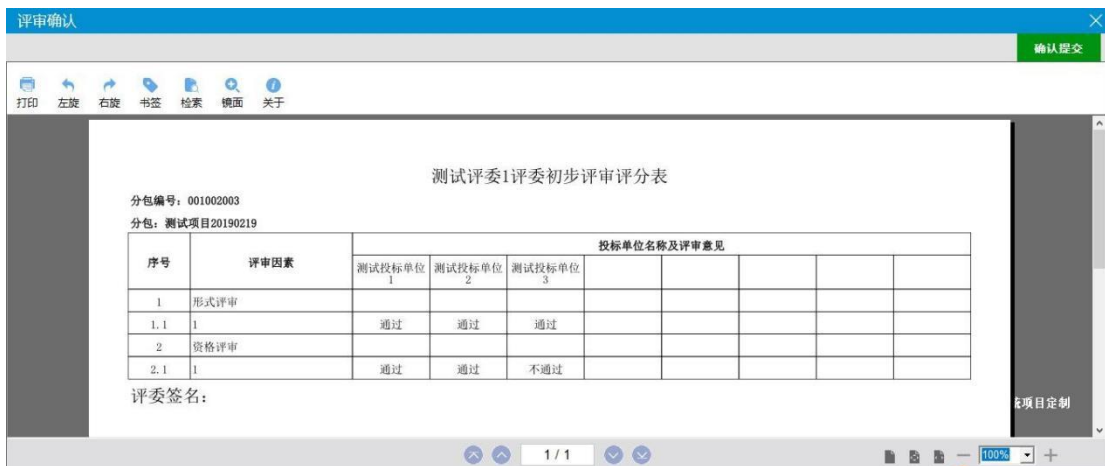 评审确认
确认提交
打印 左旋 右旋 书签 检索 镜面 关于
测试评委1评委初步评审评分表
分包编号：001002003
分包：测试项目20190219
序号 评审因素 投标单位名称及评审意见
测试投标单位1 测试投标单位2 测试投标单位3
1 形式评审
1.1 1 通过 通过 通过
2 资格评审
2.1 1 通过 通过 不通过
评委签名：
项目定制
1 / 1
100%